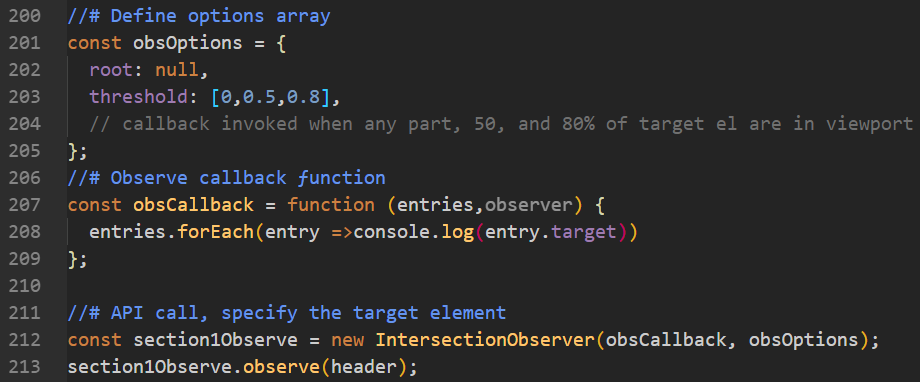 200 //# Define options array
201 const obsOptions = {
202   root: null,
203   threshold: [0,0.5,0.8],
204   // callback invoked when any part, 50, and 80% of target el are in viewport
205 };
206 //# Observe callback function
207 const obsCallback = function (entries,observer) {
208   entries.forEach(entry =>console.log(entry.target))
209 };
210
211 //# API call, specify the target element
212 const section1Observe = new IntersectionObserver(obsCallback, obsOptions);
213 section1Observe.observe(header);